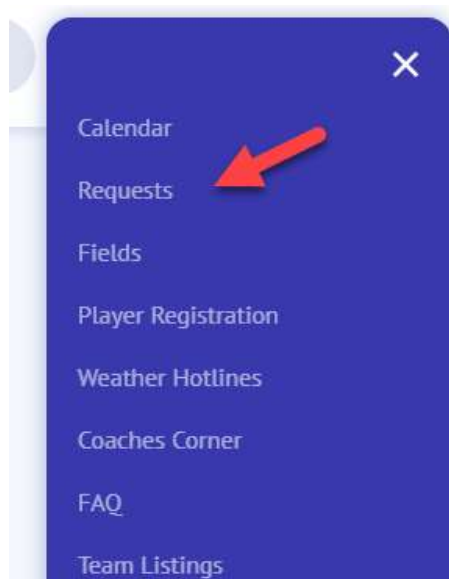 Calendar
Requests
Fields
Player Registration
Weather Hotlines
Coaches Corner
FAQ
Team Listings